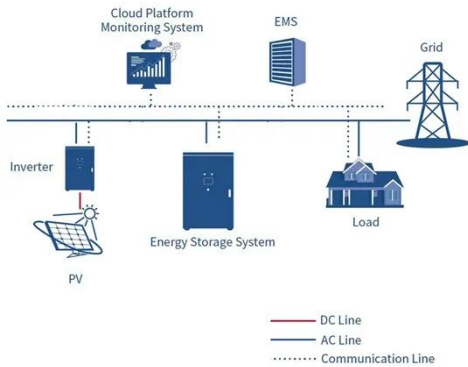 Cloud Platform
Monitoring System
EMS
Grid
Inverter
Energy Storage System
Load
PV
DC Line
AC Line
Communication Line